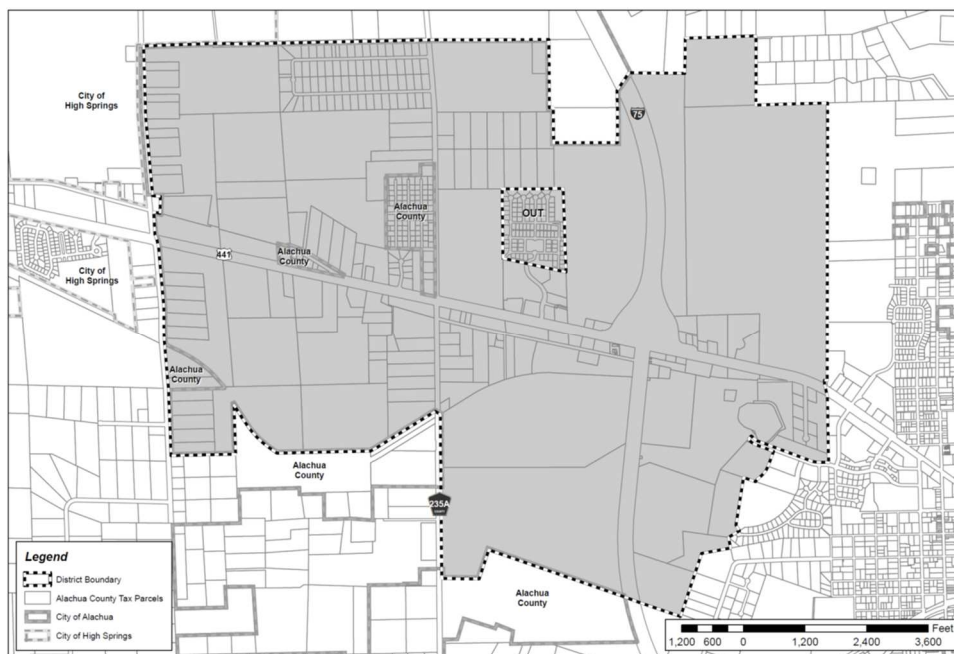 City of
High Springs
75
Alachua
County
OUT
441
Alachua
County
City of
High Springs
Alachua
County
Alachua
County
235A
Alachua
County
Legend
District Boundary
Alachua County Tax Parcels
City of Alachua
City of High Springs
Feet
1,200 600 0 1,200 2,400 3,600